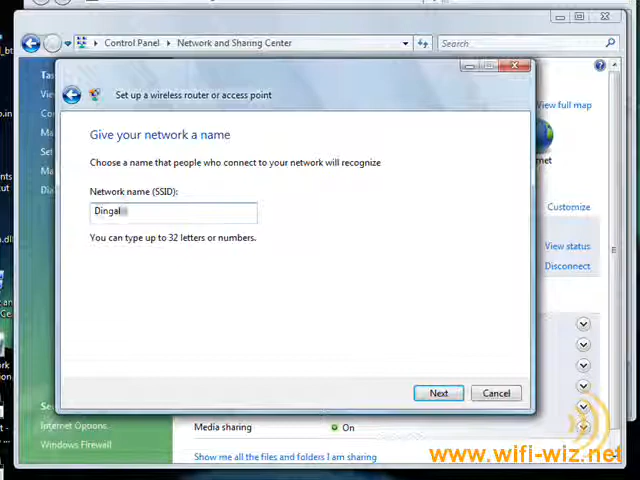 Control Panel
Network and Sharing Center
Search
Set up a wireless router or access point
View full map
Give your network a name
Choose a name that people who connect to your network will recognize
Network name (SSID):
You can type up to 32 letters or numbers.
Customize
View status
Disconnect
Next
Cancel
Internet Options
Windows Firewall
Media sharing
On
Show me all the files and folders I am sharing
www.wifi-wiz.net